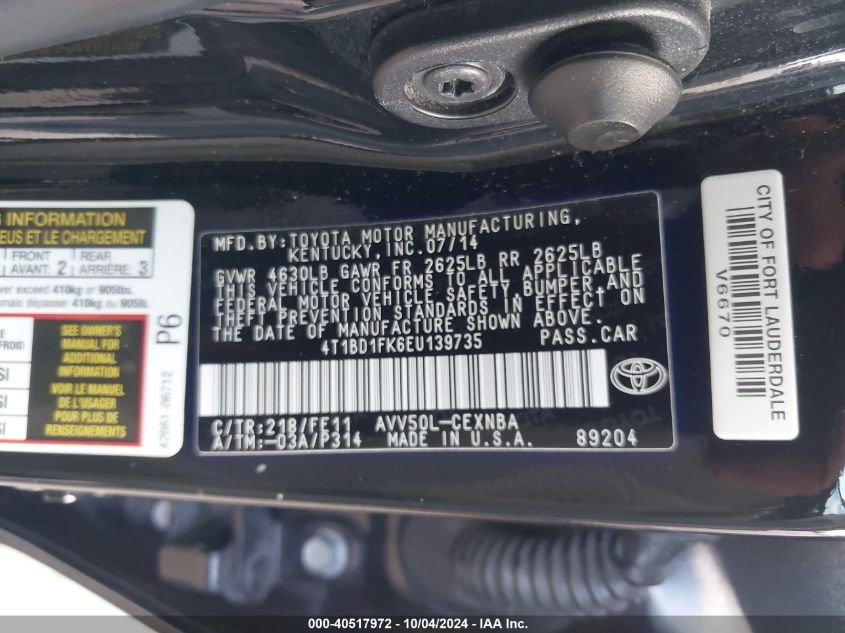 G INFORMATION
EUS ET LE CHARGEMENT
FRONT
AVANT: 2
REAR
ARRIÈRE: 3
ver exceed 410kg or 905lbs.
mais dépasser 410kg ou 905lb.
SEE OWNER'S
MANUAL FOR
ADDITIONAL
INFORMATION
VOIR LE MANUEL
DE L'USAGER
POUR PLUS DE
RENSEIGNEMENTS
FROID
SI
SI
P6
42661 06712
MFD.BY:TOYOTA MOTOR MANUFACTURING,
KENTUCKY, INC.07/14
GVWR 4630LB GAWR FR 2625LB RR 2625LB
THIS VEHICLE CONFORMS TO ALL APPLICABLE
FEDERAL MOTOR VEHICLE SAFETY, BUMPER, AND
THEFT PREVENTION STANDARDS IN EFFECT ON
THE DATE OF MANUFACTURE SHOWN ABOVE.
4T1BD1FK6EU139735 PASS.CAR
C/TR:218/FE11 AVV50L-CEXNBA
A/TM:-03A/P314 MADE IN U.S.A. 89204
CITY OF FORT LAUDERDALE
V6670
000-40517972 - 10/04/2024 - COPYRIGHT © IAA, LLC.